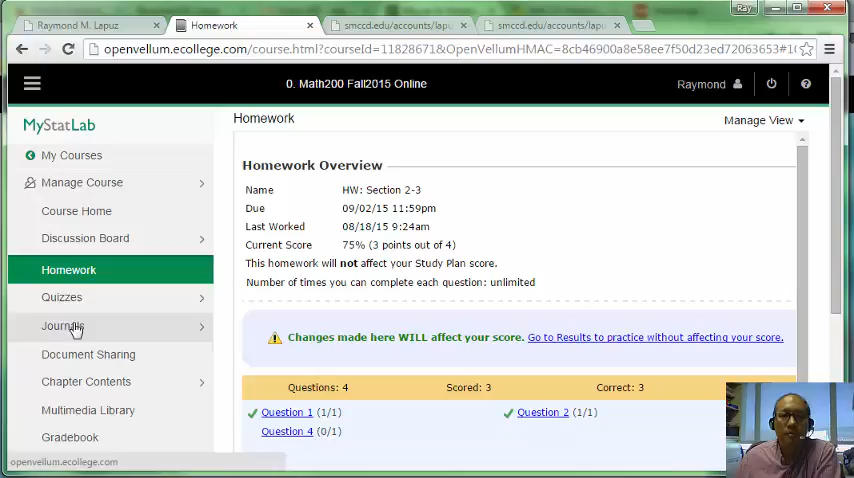 Ray
Raymond M. Lapuz
Homework
smccd.edu/accounts/lapu
smccd.edu/accounts/lapu
openvellum.ecollege.com/course.html?courseId=11828671&OpenVellumHMAC=8cb46900a8e58ee7f50d23ed72063653#10
0. Math200 Fall2015 Online
Raymond
MyStatLab
My Courses
Manage Course
Course Home
Discussion Board
Homework
Quizzes
Journals
Document Sharing
Chapter Contents
Multimedia Library
Gradebook
openvellum.ecollege.com
Homework
Manage View
Homework Overview
Name HW: Section 2-3
Due 09/02/15 11:59pm
Last Worked 08/18/15 9:24am
Current Score 75% (3 points out of 4)
This homework will not affect your Study Plan score.
Number of times you can complete each question: unlimited
Changes made here WILL affect your score. Go to Results to practice without affecting your score.
Questions: 4 Scored: 3 Correct: 3
Question 1 (1/1) Question 2 (1/1)
Question 4 (0/1)